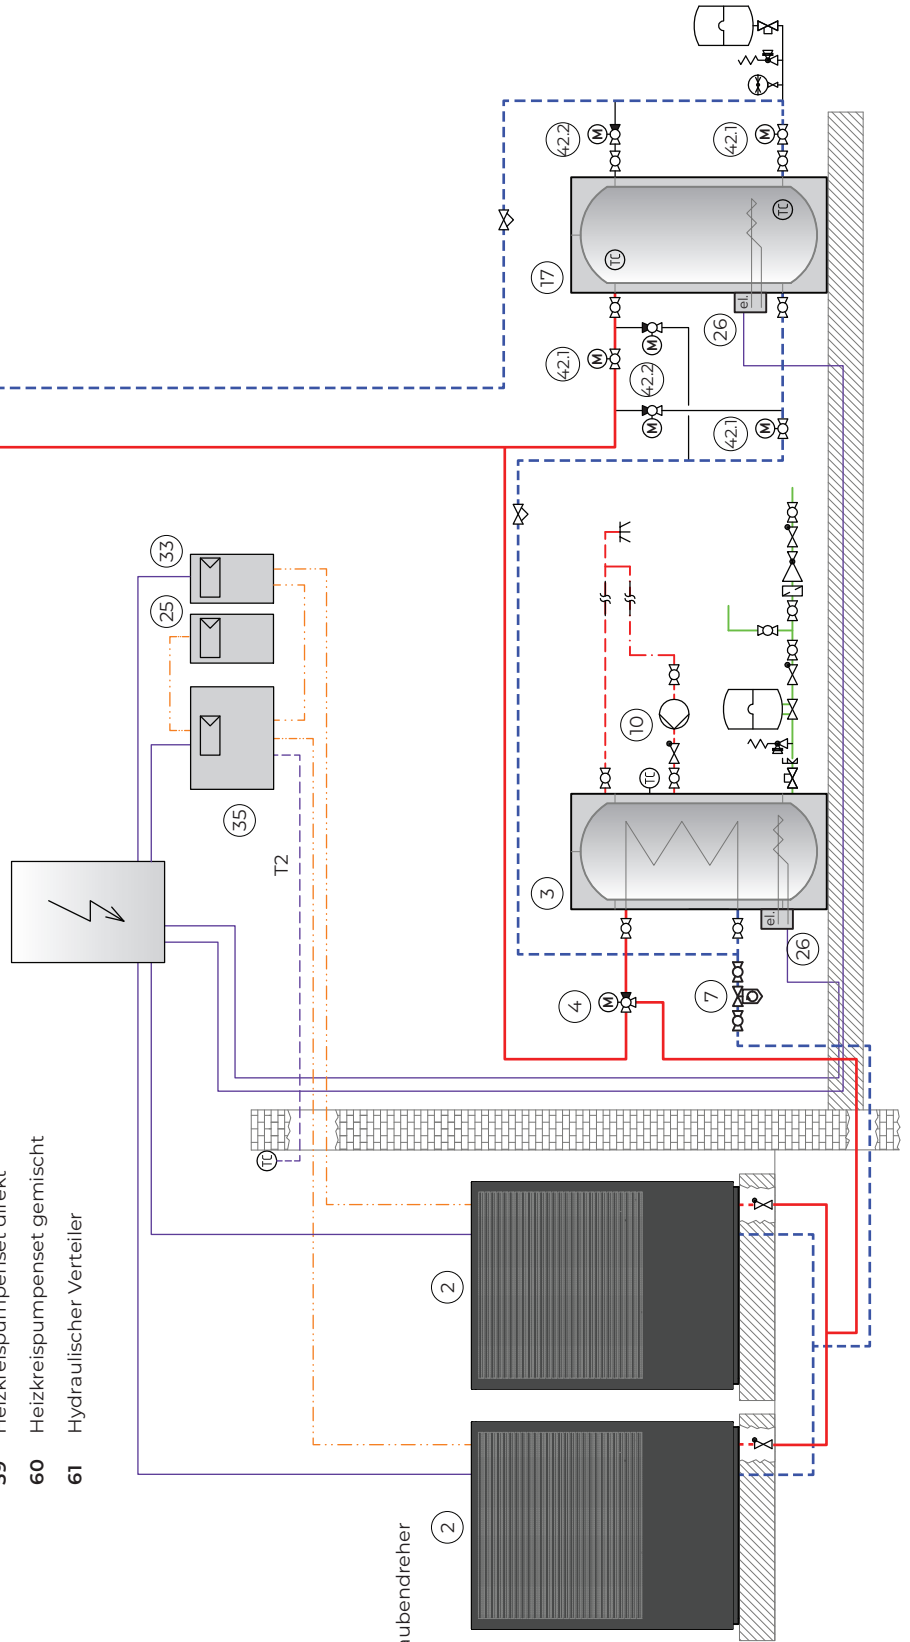 Heizkreispumpenset direkt
60 Heizkreispumpenset gemischt
61 Hydraulischer Verteiler
ubendreher
2
2
TC
T2
35
25
33
4
M
7
3
el.
26
TC
10
17
TC
TC
el.
26
M
42.1
M
42.2
M
M
42.1
M
42.2
M
42.1